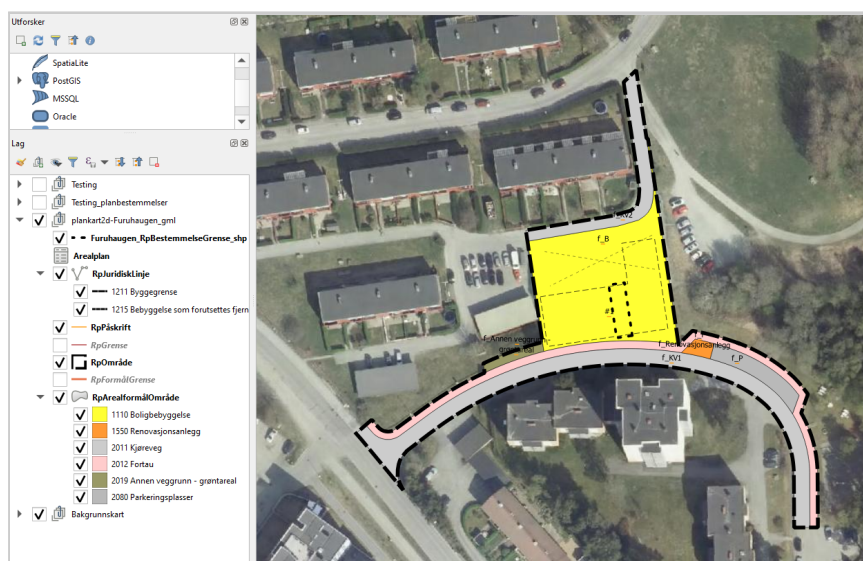 Utforsker
SpatiaLite
PostGIS
MSSQL
Oracle
Lag
Testing
Testing_planbestemmelser
plankart2d-Furuhaugen_gml
Furuhaugen_RpBestemmelseGrense_shp
Arealplan
RpJuridiskLinje
1211 Byggegrense
1215 Bebyggelse som forutsettes fjern
RpPåskrift
RpGrense
RpOmråde
RpFormålGrense
RpArealformålOmråde
1110 Boligbebyggelse
1550 Renovasjonsanlegg
2011 Kjøreveg
2012 Fortau
2019 Annen veggrunn - grøntareal
2080 Parkeringsplasser
Bakgrunnskart
f_KV2
f_B
f_Annen veggrunn
f_Renovasjonsanlegg
f_KV1
f_P